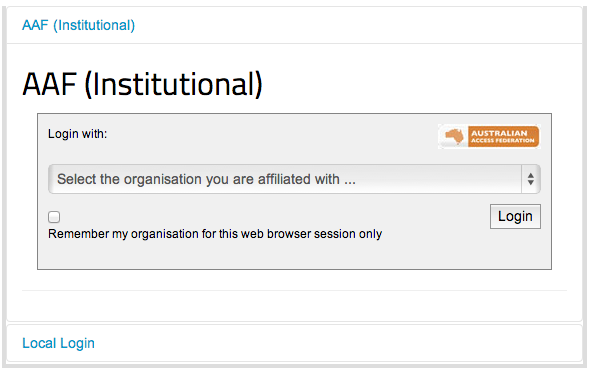 AAF (Institutional)
AAF (Institutional)
Login with:
AUSTRALIAN
ACCESS FEDERATION
Select the organisation you are affiliated with ...
Login
Remember my organisation for this web browser session only
Local Login